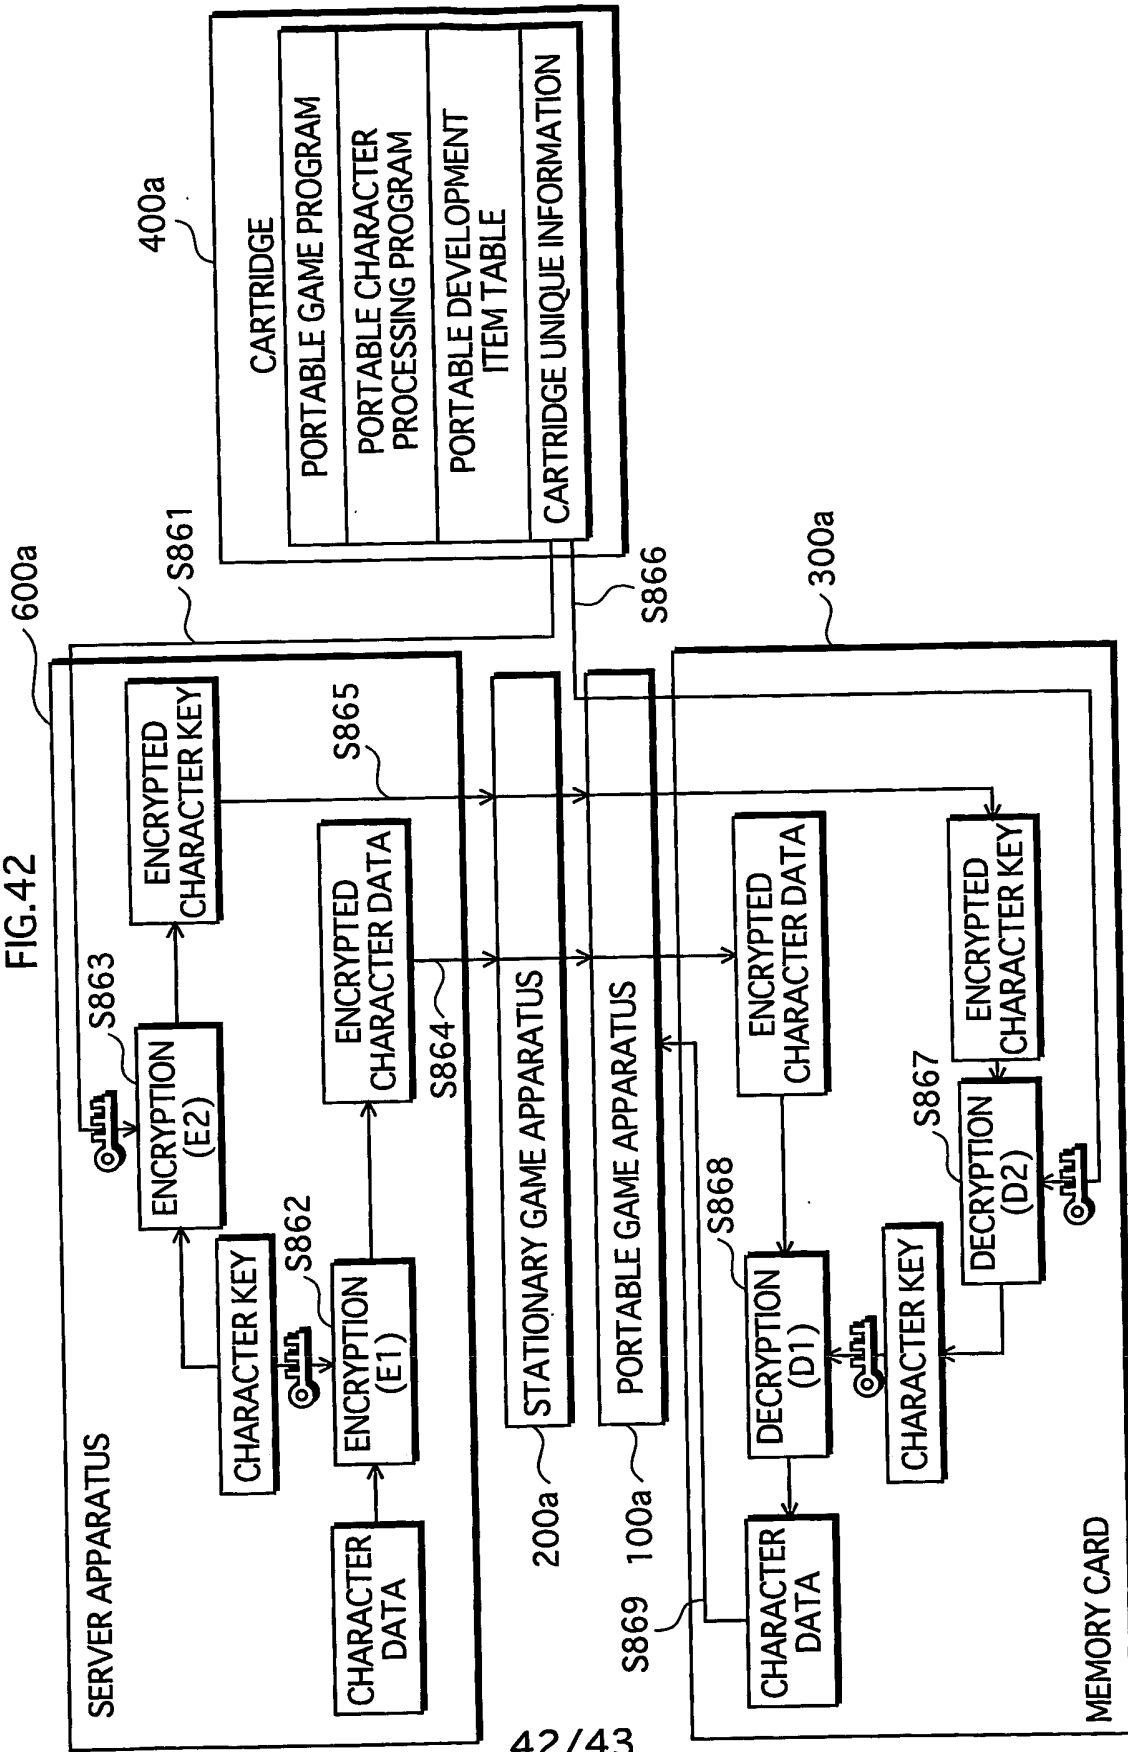 FIG.42
600a
SERVER APPARATUS
S861
S863
ENCRYPTION
(E2)
ENCRYPTED
CHARACTER KEY
CHARACTER KEY
S862
ENCRYPTION
(E1)
CHARACTER
DATA
ENCRYPTED
CHARACTER DATA
S865
S864
400a
CARTRIDGE
PORTABLE GAME PROGRAM
PORTABLE CHARACTER
PROCESSING PROGRAM
PORTABLE DEVELOPMENT
ITEM TABLE
CARTRIDGE UNIQUE INFORMATION
S866
200a
STATIONARY GAME APPARATUS
100a
PORTABLE GAME APPARATUS
300a
S869
CHARACTER
DATA
S868
DECRYPTION
(D1)
ENCRYPTED
CHARACTER DATA
CHARACTER KEY
S867
DECRYPTION
(D2)
ENCRYPTED
CHARACTER KEY
MEMORY CARD
42/43